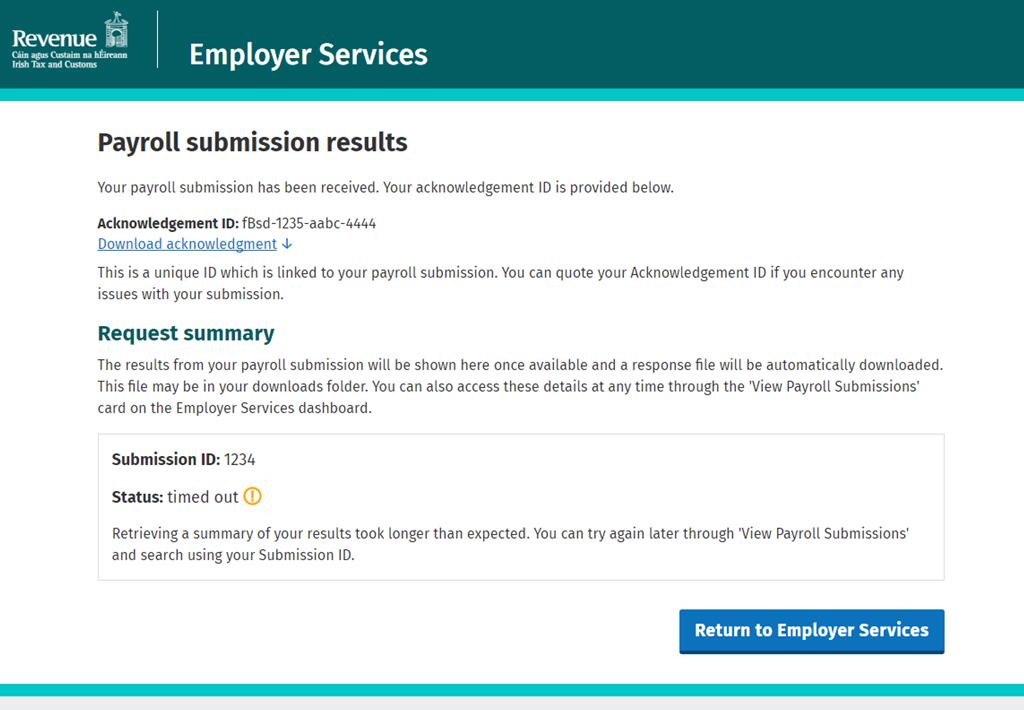 Revenue
Cáin agus Custaim na hÉireann
Irish Tax and Customs
Employer Services
Payroll submission results
Your payroll submission has been received. Your acknowledgement ID is provided below.
Acknowledgement ID: fBsd-1235-aabc-4444
Download acknowledgment ↓
This is a unique ID which is linked to your payroll submission. You can quote your Acknowledgement ID if you encounter any
issues with your submission.
Request summary
The results from your payroll submission will be shown here once available and a response file will be automatically downloaded.
This file may be in your downloads folder. You can also access these details at any time through the 'View Payroll Submissions'
card on the Employer Services dashboard.
Submission ID: 1234
Status: timed out
Retrieving a summary of your results took longer than expected. You can try again later through 'View Payroll Submissions'
and search using your Submission ID.
Return to Employer Services